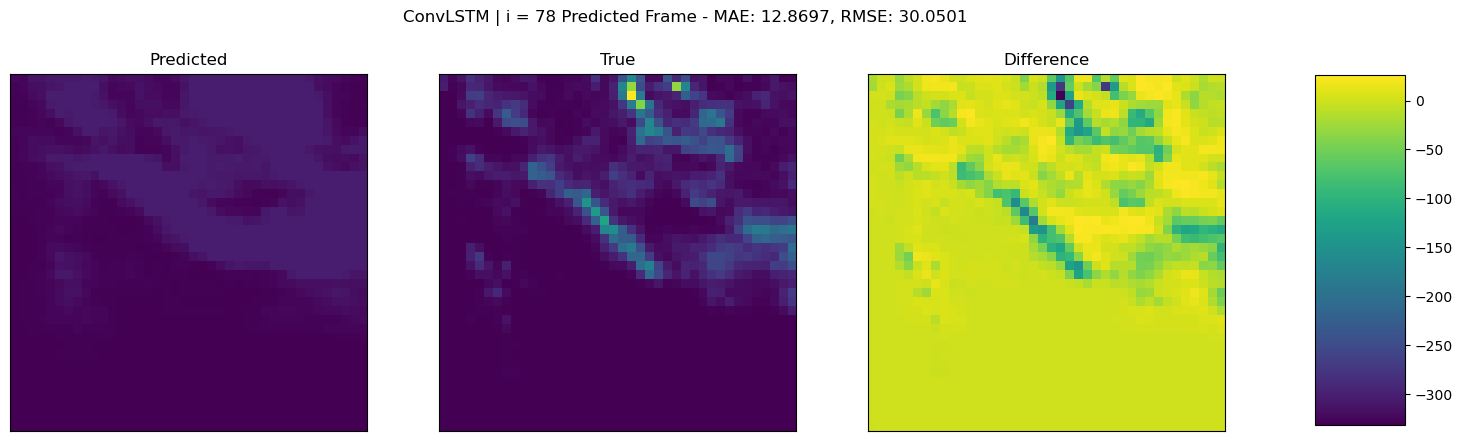 ConvLSTM | i = 78 Predicted Frame - MAE: 12.8697, RMSE: 30.0501
Predicted
True
Difference
0
−50
−100
−150
−200
−250
−300